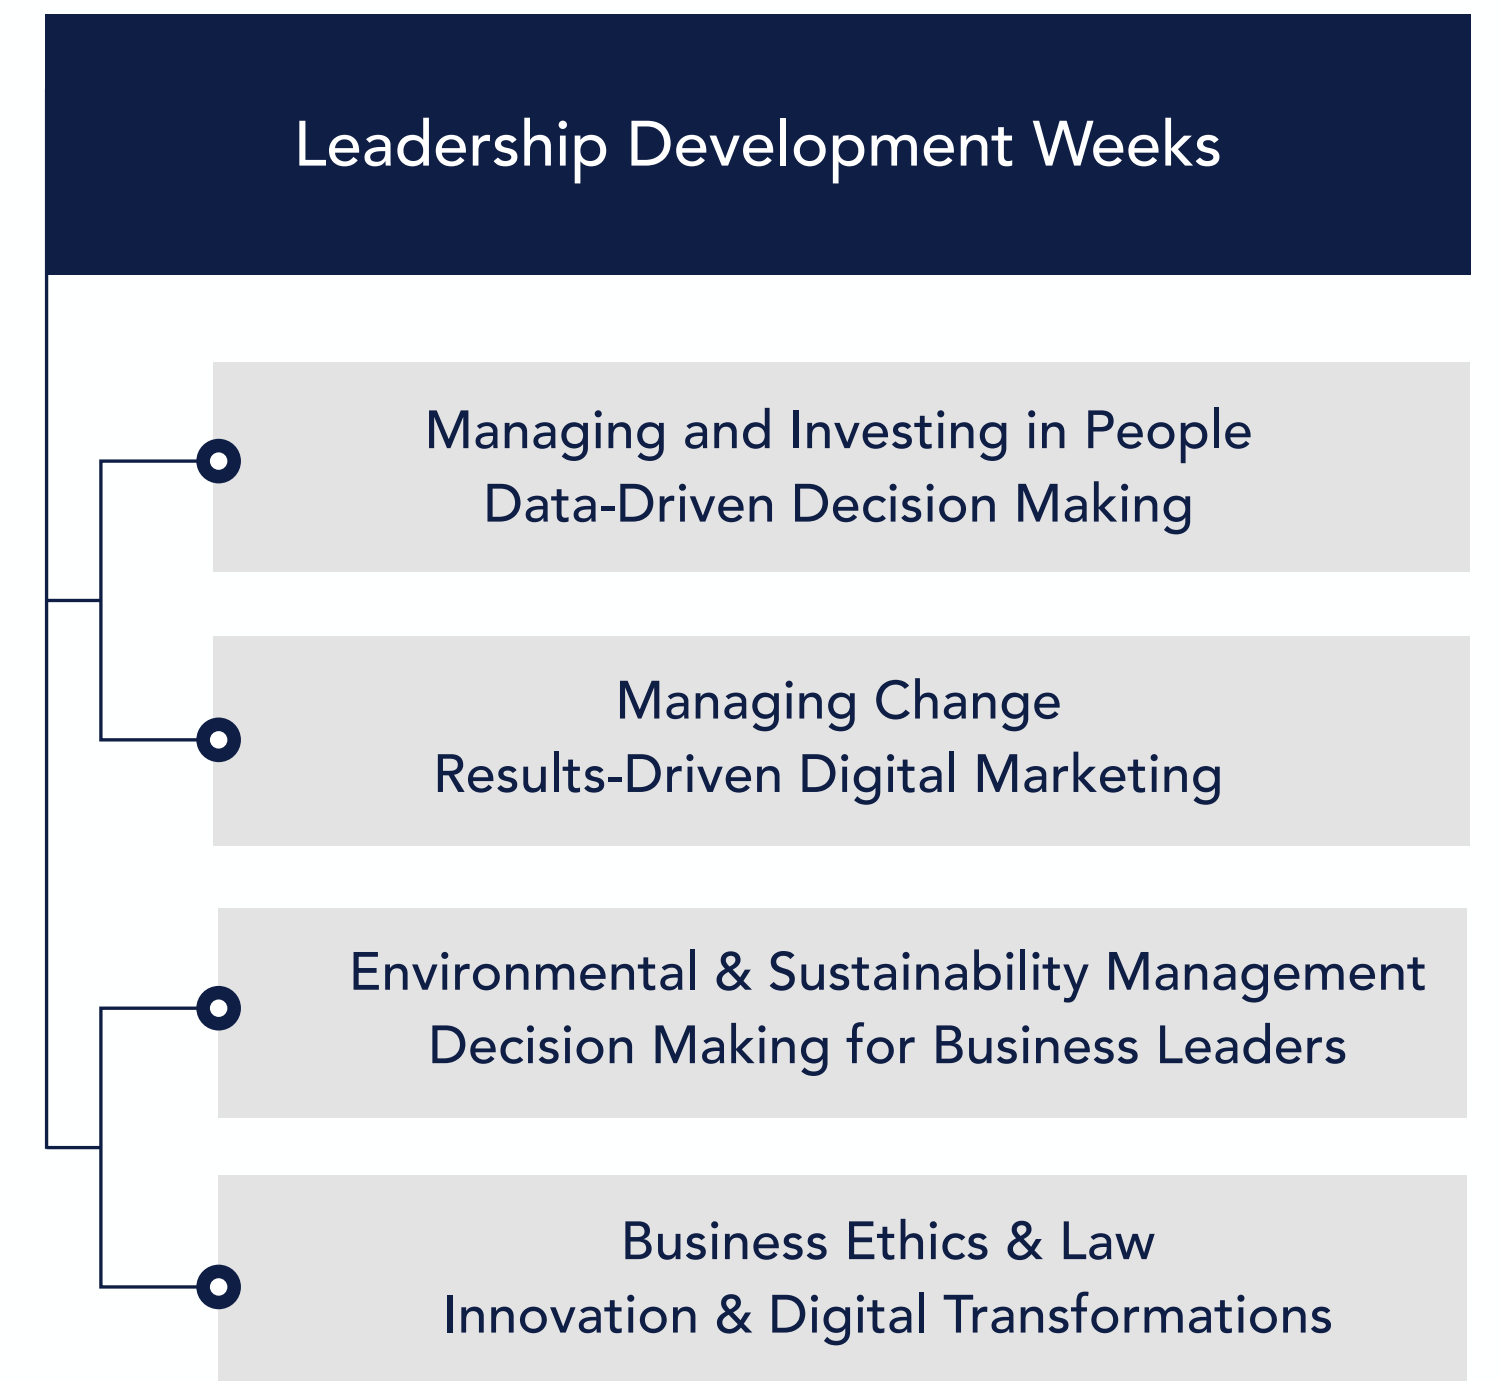 Leadership Development Weeks
Managing and Investing in People
Data-Driven Decision Making
Managing Change
Results-Driven Digital Marketing
Environmental & Sustainability Management
Decision Making for Business Leaders
Business Ethics & Law
Innovation & Digital Transformations